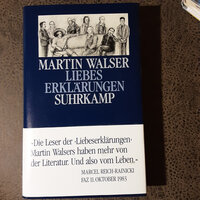 MARTIN WALSER
LIEBES
ERKLÄRUNGEN
SUHRKAMP
»Die Leser der ›Liebeserklärungen‹
Martin Walsers haben mehr von
der Literatur. Und also vom Leben.«
MARCEL REICH-RANICKI
FAZ 11. OKTOBER 1983